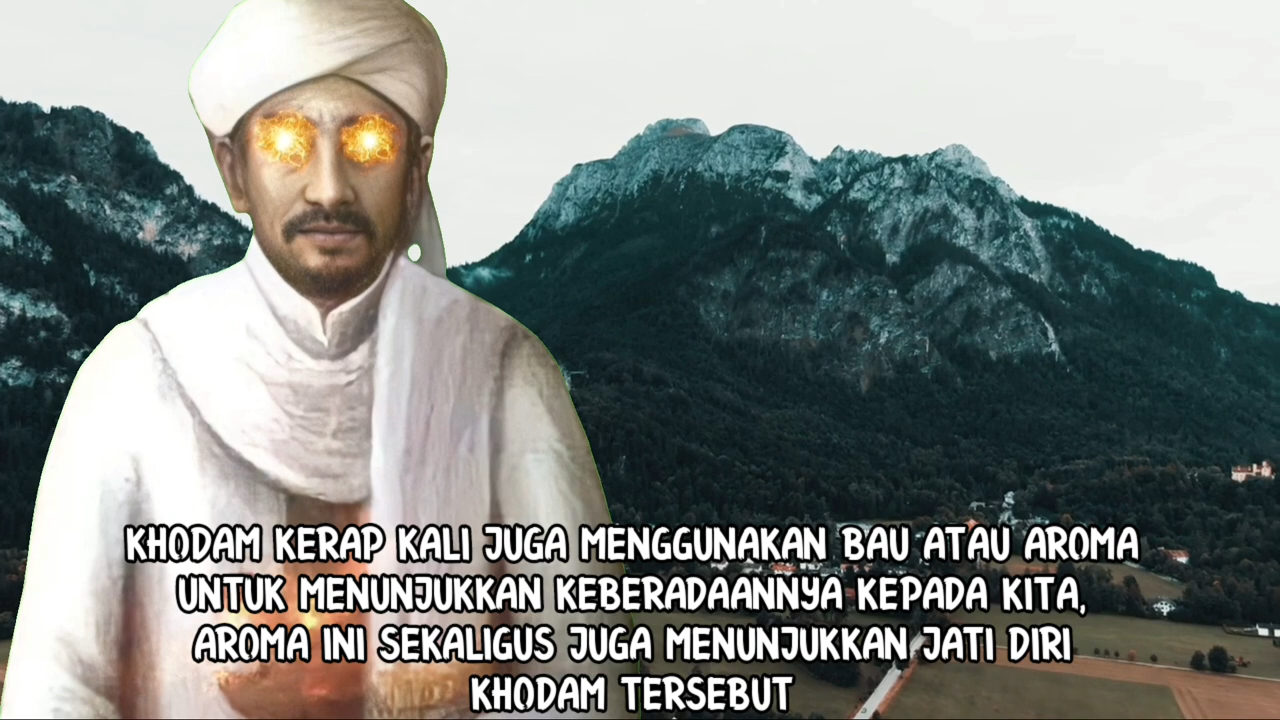 KHODAM KERAP KALI JUGA MENGGUNAKAN BAU ATAU AROMA
UNTUK MENUNJUKKAN KEBERADAANNYA KEPADA KITA,
AROMA INI SEKALIGUS JUGA MENUNJUKKAN JATI DIRI
KHODAM TERSEBUT